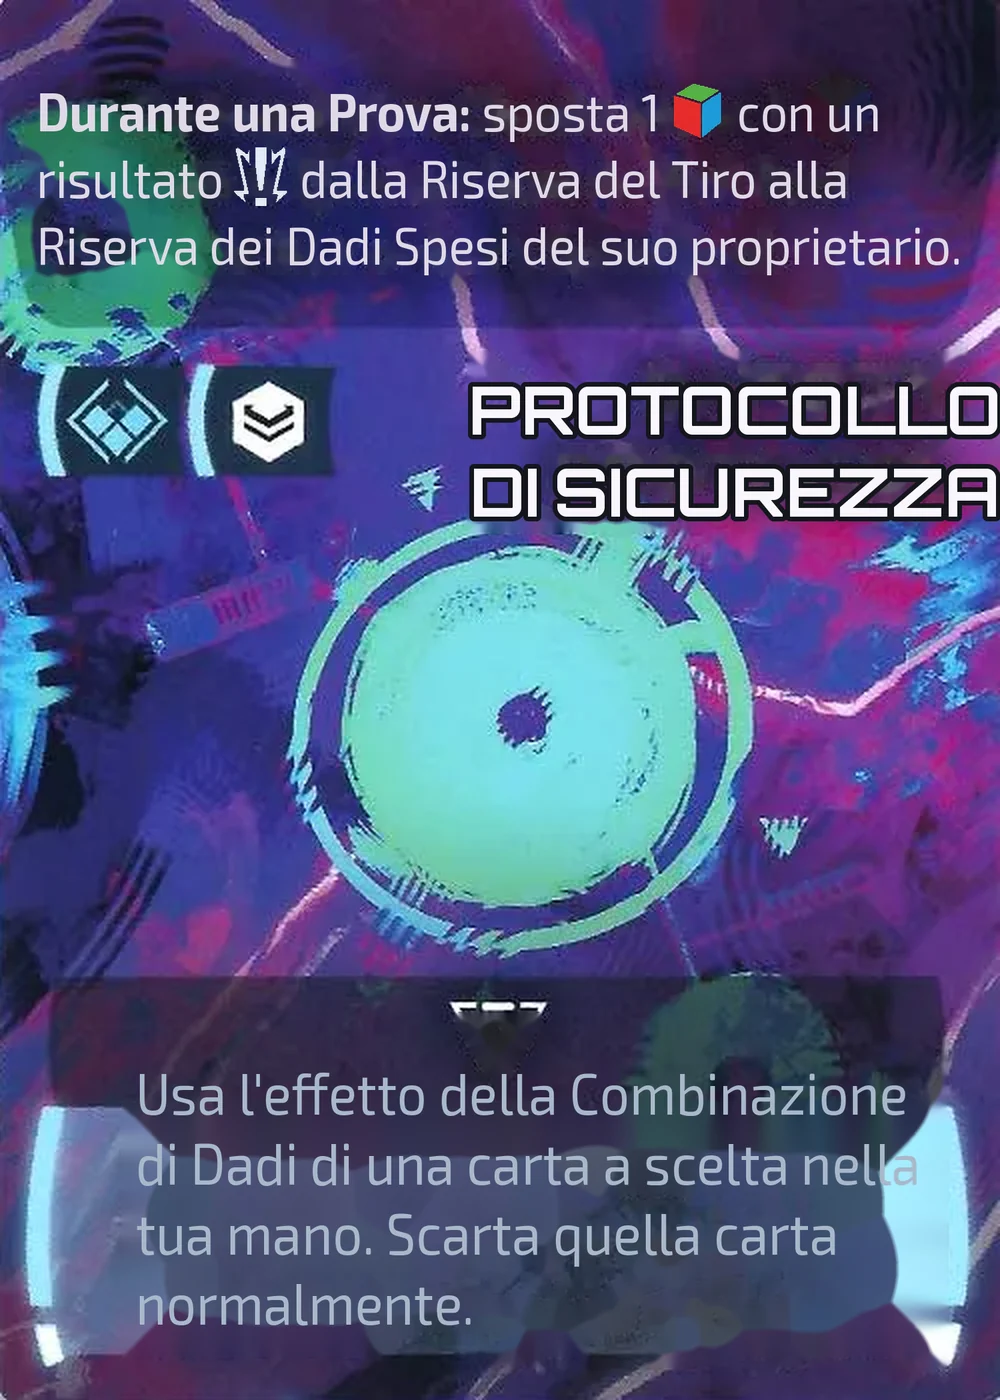 Durante una Prova: sposta 1 con un
risultato dalla Riserva del Tiro alla
Riserva dei Dadi Spesi del suo proprietario.
PROTOCOLLO
DI SICUREZZA
Usa l'effetto della Combinazione
di Dadi di una carta a scelta nella
tua mano. Scarta quella carta
normalmente.